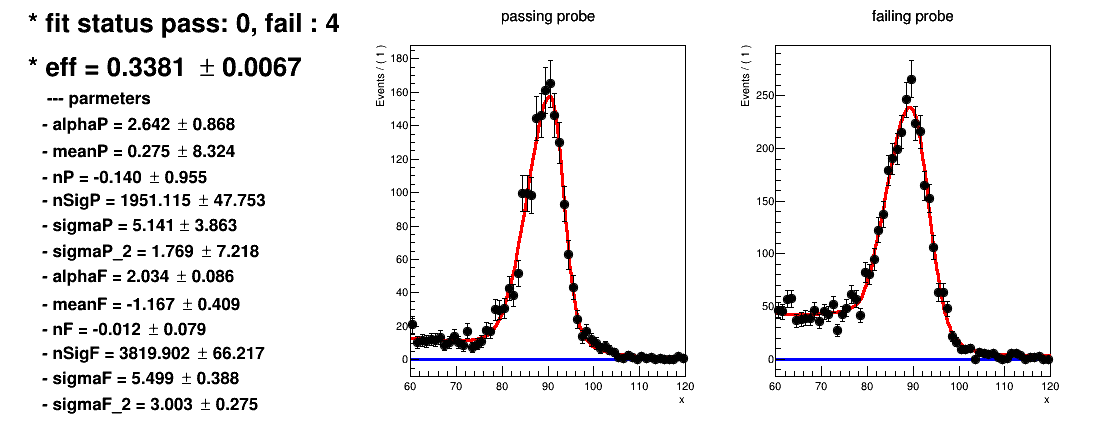 * fit status pass: 0, fail : 4
* eff = 0.3381 ± 0.0067
--- parmeters
- alphaP = 2.642 ± 0.868
- meanP = 0.275 ± 8.324
- nP = -0.140 ± 0.955
- nSigP = 1951.115 ± 47.753
- sigmaP = 5.141 ± 3.863
- sigmaP_2 = 1.769 ± 7.218
- alphaF = 2.034 ± 0.086
- meanF = -1.167 ± 0.409
- nF = -0.012 ± 0.079
- nSigF = 3819.902 ± 66.217
- sigmaF = 5.499 ± 0.388
- sigmaF_2 = 3.003 ± 0.275
passing probe
Events / ( 1 )
180
160
140
120
100
80
60
40
20
0
60 70 80 90 100 110 120
x
failing probe
Events / ( 1 )
250
200
150
100
50
0
60 70 80 90 100 110 120
x